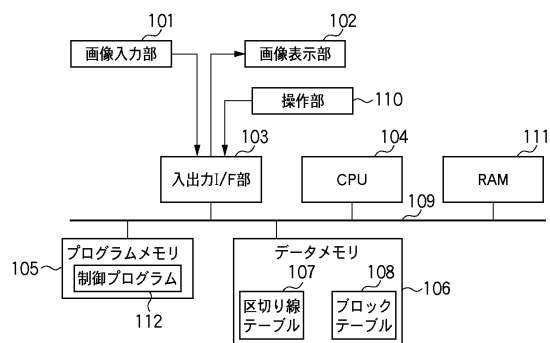 101
画像入力部
102
画像表示部
操作部
110
103
入出力I/F部
104
CPU
111
RAM
109
105
プログラムメモリ
制御プログラム
112
データメモリ
106
107
区切り線
テーブル
108
ブロック
テーブル